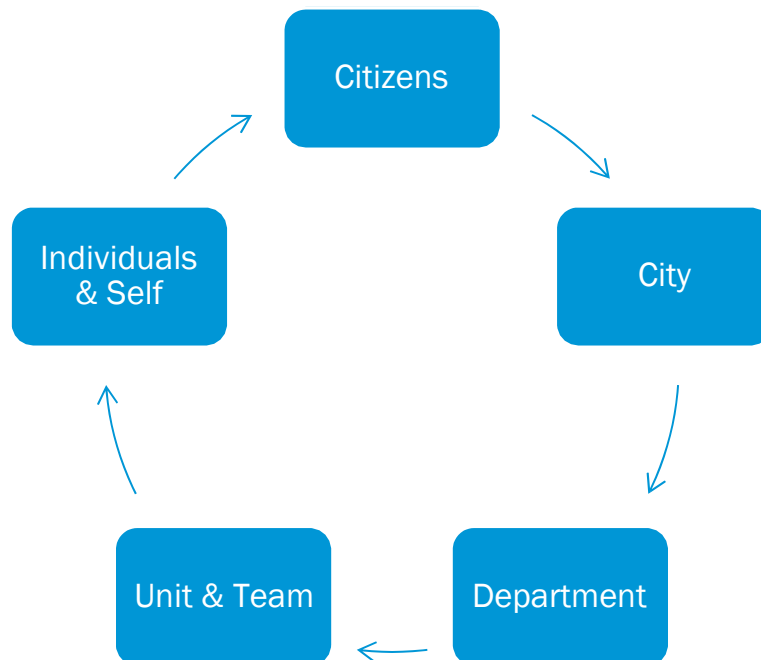 Citizens
City
Department
Unit & Team
Individuals
& Self